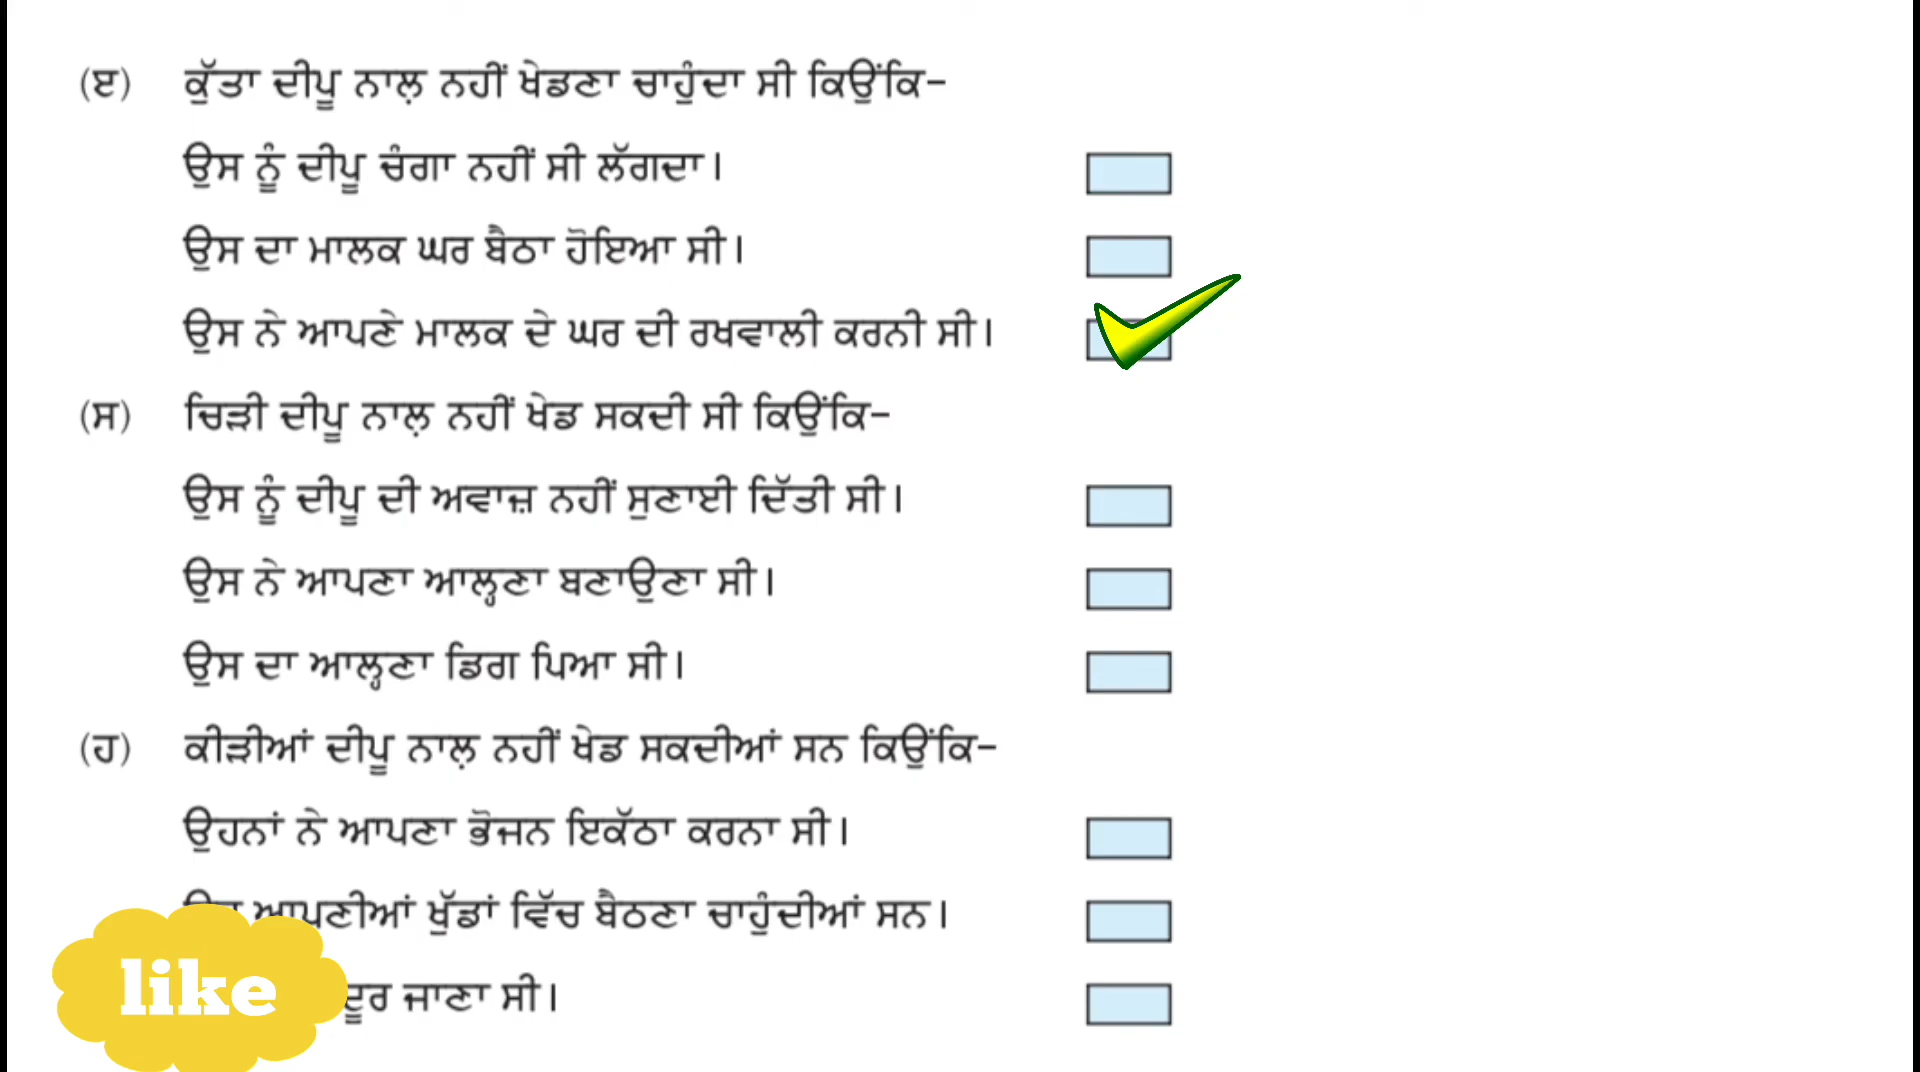 (ੲ) ਕੁੱਤਾ ਦੀਪੂ ਨਾਲ਼ ਨਹੀਂ ਖੇਡਣਾ ਚਾਹੁੰਦਾ ਸੀ ਕਿਉਂਕਿ-
ਉਸ ਨੂੰ ਦੀਪੂ ਚੰਗਾ ਨਹੀਂ ਸੀ ਲੱਗਦਾ।
ਉਸ ਦਾ ਮਾਲਕ ਘਰ ਬੈਠਾ ਹੋਇਆ ਸੀ।
ਉਸ ਨੇ ਆਪਣੇ ਮਾਲਕ ਦੇ ਘਰ ਦੀ ਰਖਵਾਲੀ ਕਰਨੀ ਸੀ।
(ਸ) ਚਿੜੀ ਦੀਪੂ ਨਾਲ਼ ਨਹੀਂ ਖੇਡ ਸਕਦੀ ਸੀ ਕਿਉਂਕਿ-
ਉਸ ਨੂੰ ਦੀਪੂ ਦੀ ਅਵਾਜ਼ ਨਹੀਂ ਸੁਣਾਈ ਦਿੱਤੀ ਸੀ।
ਉਸ ਨੇ ਆਪਣਾ ਆਲ੍ਹਣਾ ਬਣਾਉਣਾ ਸੀ।
ਉਸ ਦਾ ਆਲ੍ਹਣਾ ਡਿਗ ਪਿਆ ਸੀ।
(ਹ) ਕੀੜੀਆਂ ਦੀਪੂ ਨਾਲ਼ ਨਹੀਂ ਖੇਡ ਸਕਦੀਆਂ ਸਨ ਕਿਉਂਕਿ-
ਉਹਨਾਂ ਨੇ ਆਪਣਾ ਭੋਜਨ ਇਕੱਠਾ ਕਰਨਾ ਸੀ।
ਆਪਣੀਆਂ ਖੁੱਡਾਂ ਵਿੱਚ ਬੈਠਣਾ ਚਾਹੁੰਦੀਆਂ ਸਨ।
ਦੂਰ ਜਾਣਾ ਸੀ।
like